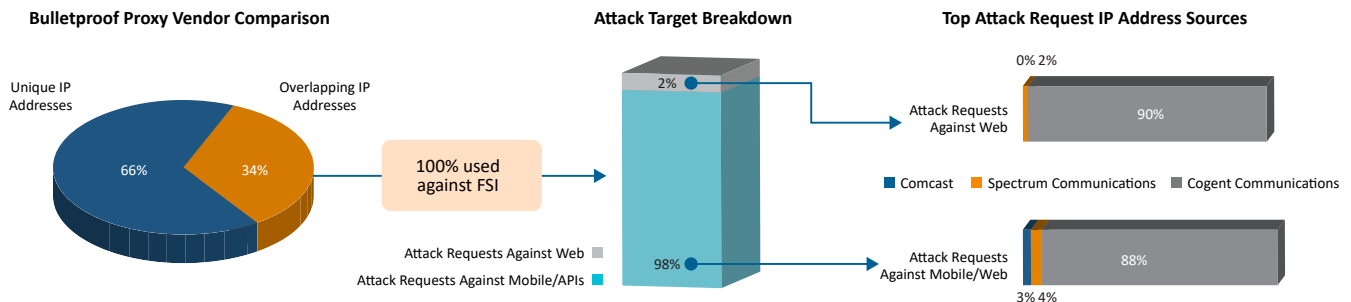 Bulletproof Proxy Vendor Comparison
Unique IP
Addresses
Overlapping IP
Addresses
66%
34%
100% used
against FSI
Attack Target Breakdown
2%
98%
Attack Requests Against Web
Attack Requests Against Mobile/APIs
Top Attack Request IP Address Sources
0% 2%
Attack Requests
Against Web
90%
Comcast
Spectrum Communications
Cogent Communications
Attack Requests
Against Mobile/Web
88%
3% 4%